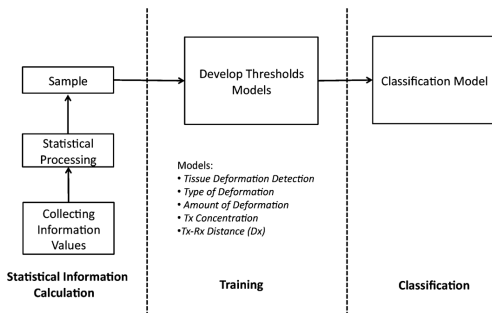 Sample
Statistical
Processing
Collecting
Information
Values
Statistical Information
Calculation
Develop Thresholds
Models
Models:
• Tissue Deformation Detection
• Type of Deformation
• Amount of Deformation
• Tx Concentration
•Tx-Rx Distance (Dx)
Training
Classification Model
Classification